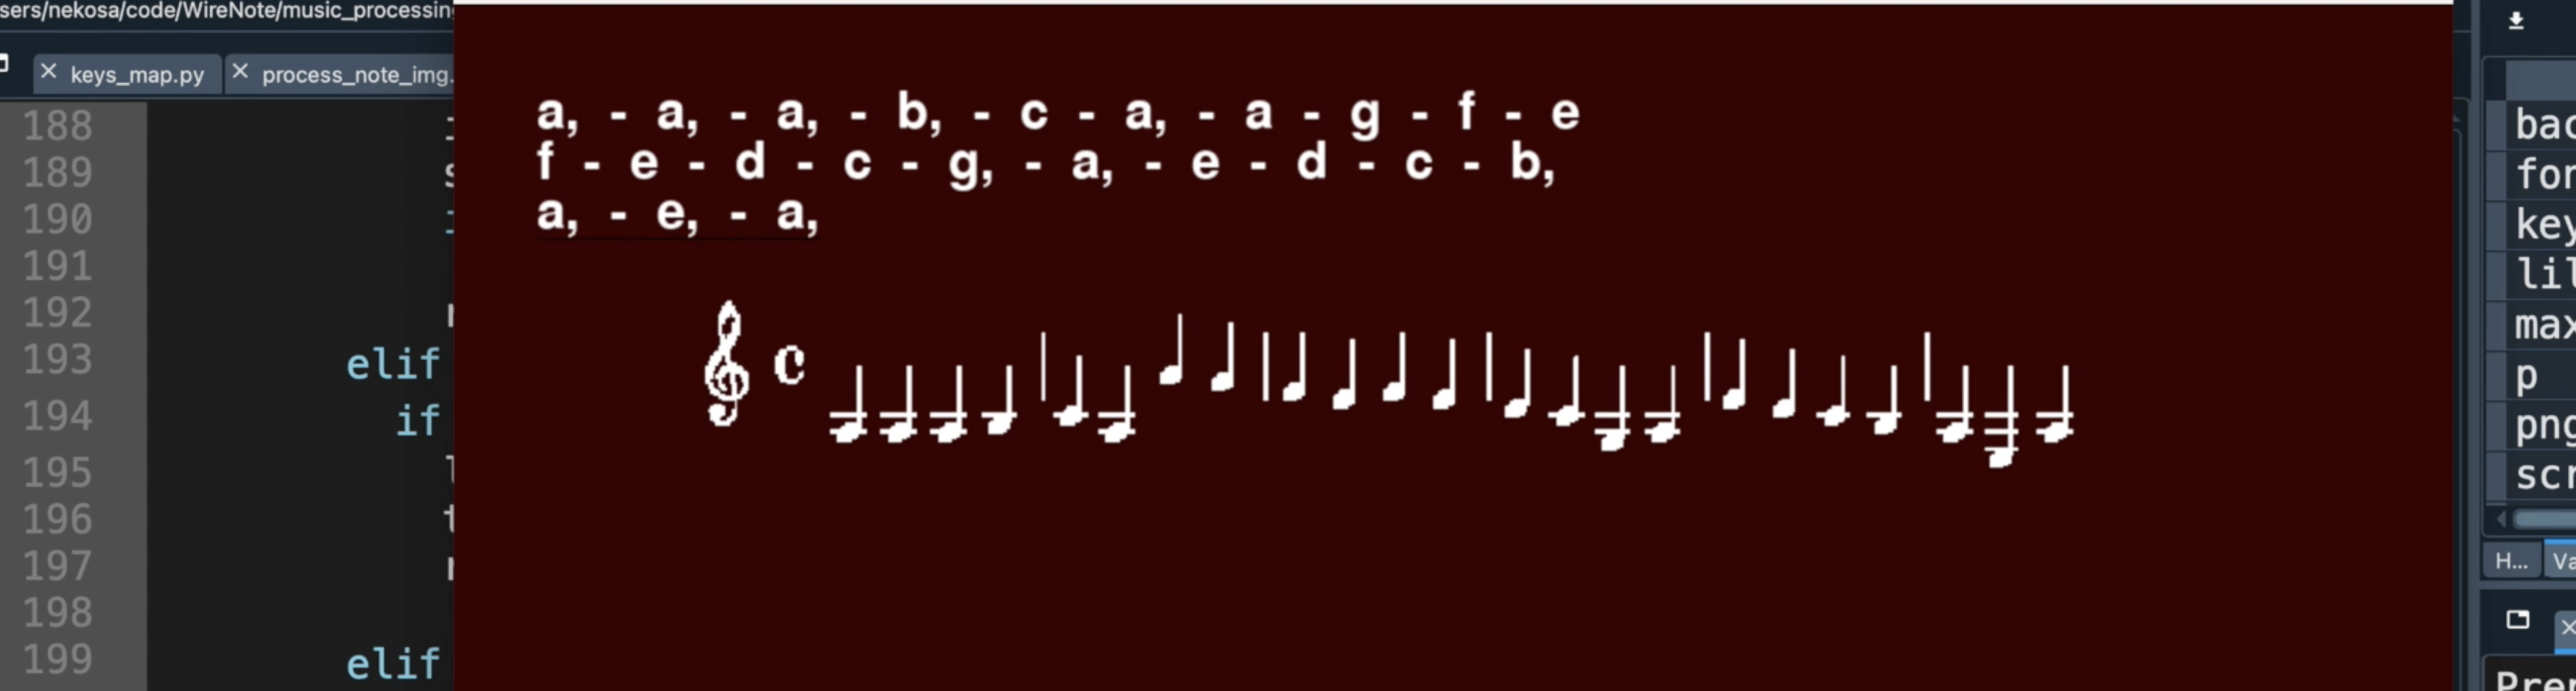 sers/nekosa/code/WireNote/music_processin
keys_map.py
process_note_img.
188
189
190
191
192
193 elif
194 if
195
196
197
198
199 elif
a, - a, - a, - b, - c - a, - a - g - f - e
f - e - d - c - g, - a, - e - d - c - b,
a, - e, - a,
bac
for
key
lil
max
p
png
scr
H...
Va
Prer